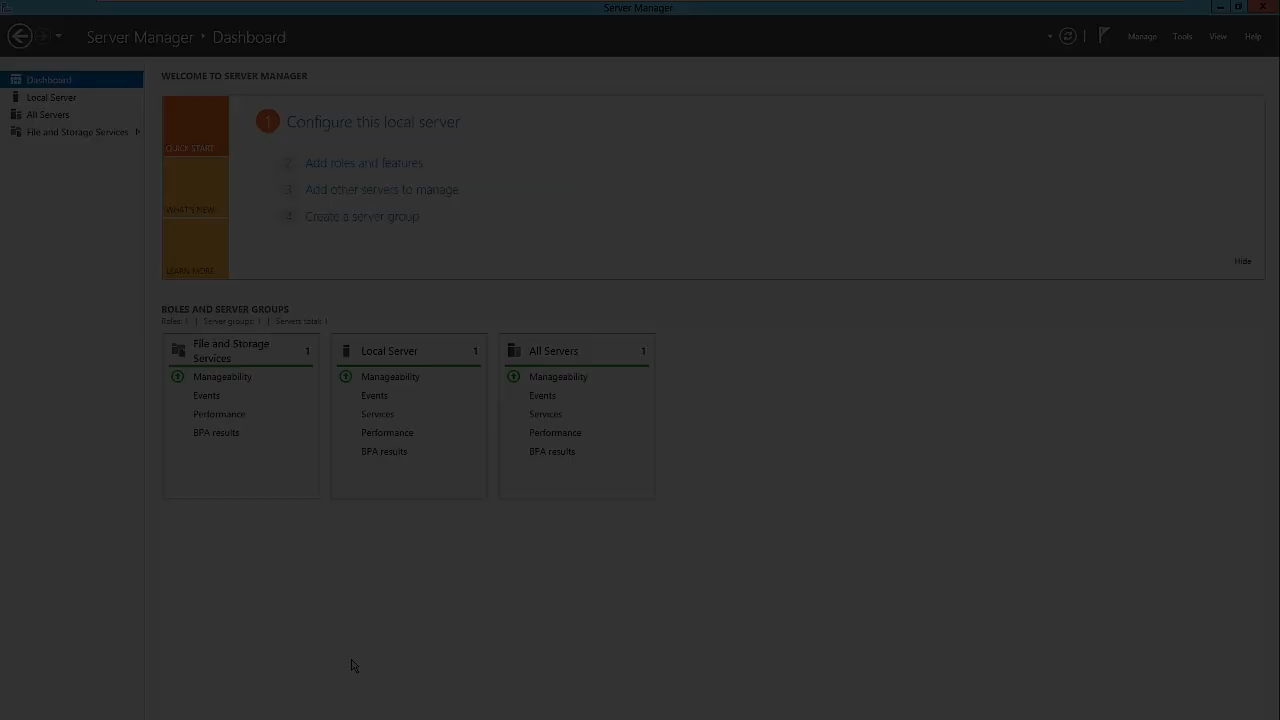 Server Manager
Server Manager • Dashboard
Manage Tools View Help
Dashboard
Local Server
All Servers
File and Storage Services
WELCOME TO SERVER MANAGER
QUICK START
WHAT'S NEW
LEARN MORE
1 Configure this local server
2 Add roles and features
3 Add other servers to manage
4 Create a server group
Hide
ROLES AND SERVER GROUPS
Roles: 1 | Server groups: 1 | Servers total: 1
File and Storage Services 1
Manageability
Events
Performance
BPA results
Local Server 1
Manageability
Events
Services
Performance
BPA results
All Servers 1
Manageability
Events
Services
Performance
BPA results